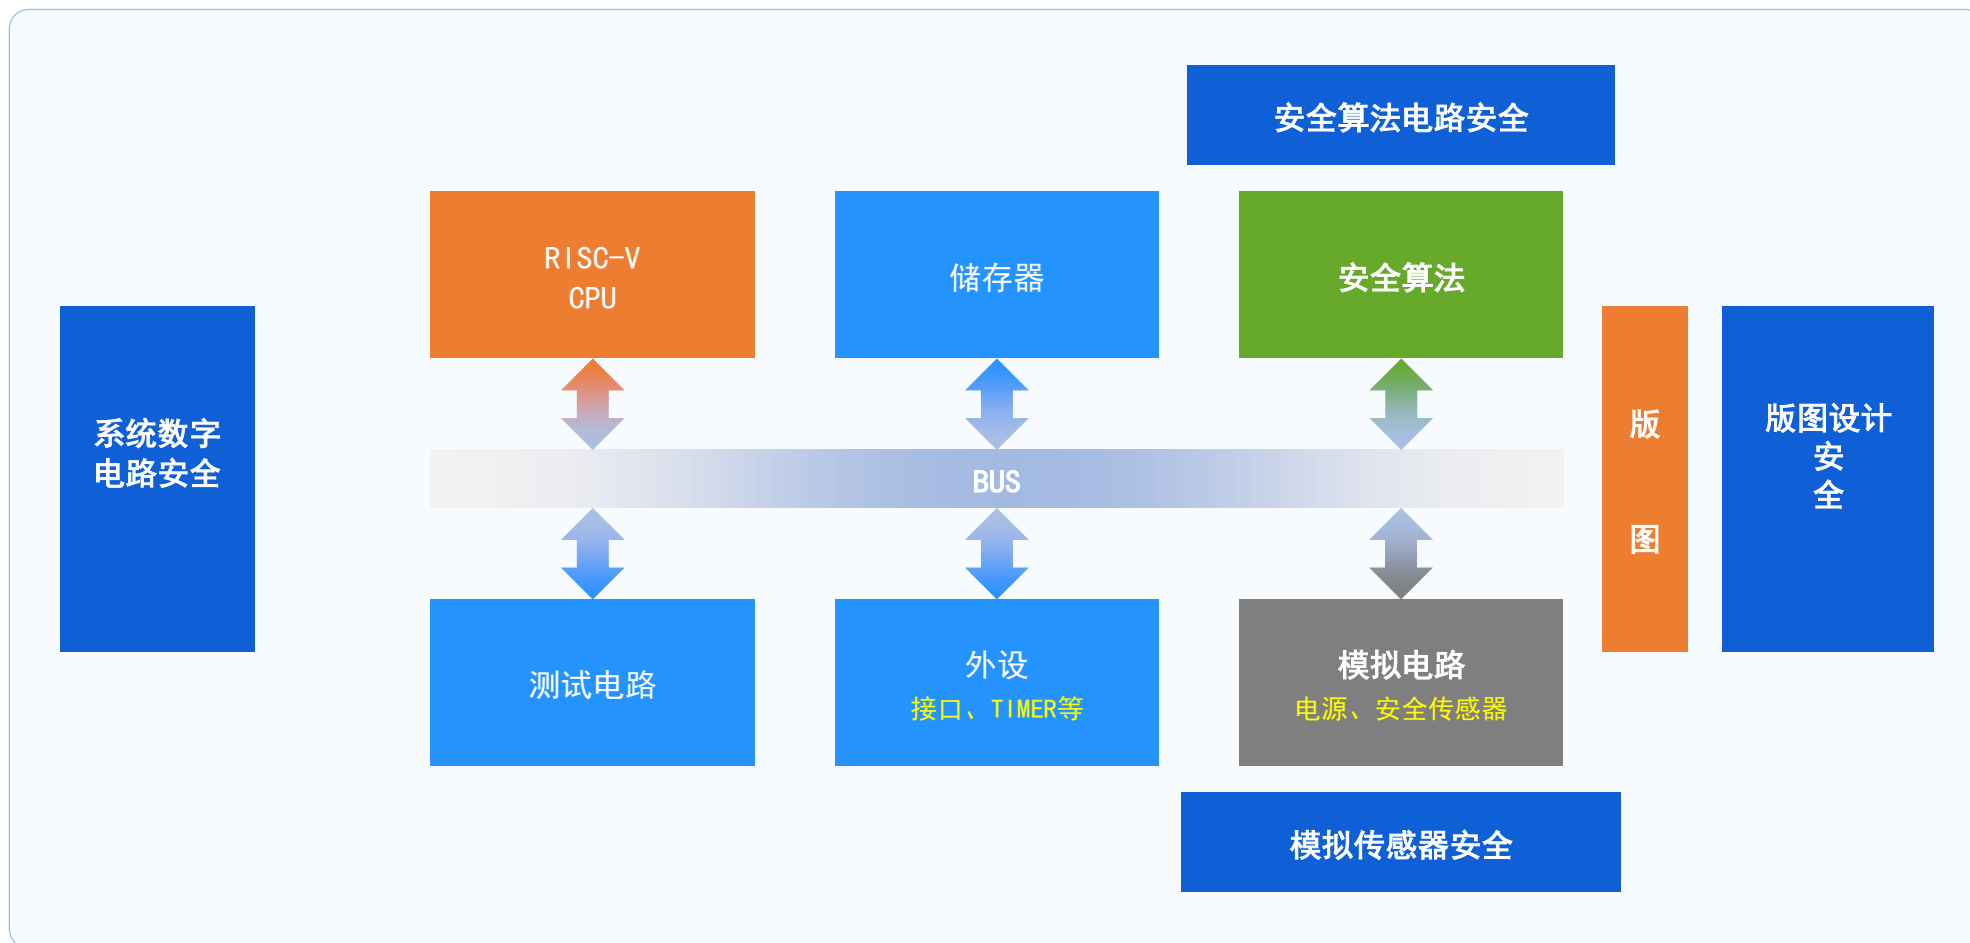 安全算法电路安全
RISC-V
CPU
储存器
安全算法
系统数字
电路安全
BUS
版
图
版图设计
安
全
测试电路
外设
接口、TIMER等
模拟电路
电源、安全传感器
模拟传感器安全